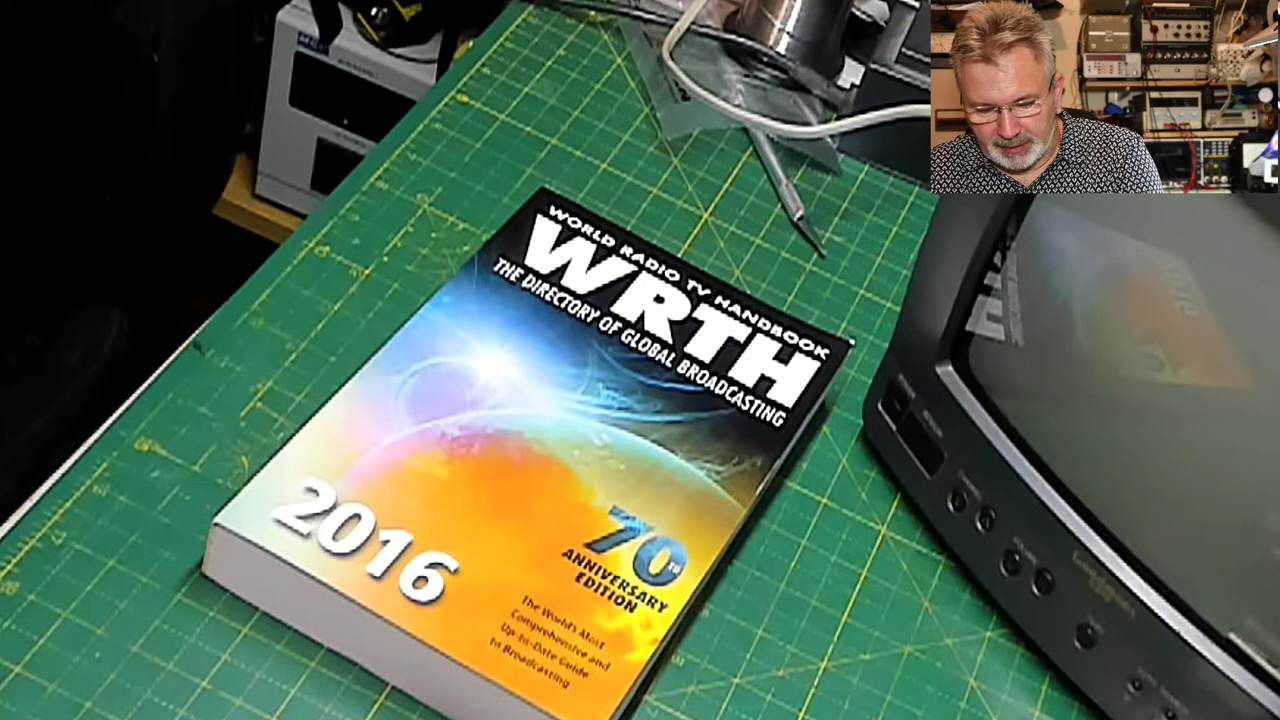 WORLD RADIO TV HANDBOOK
WRTH
THE DIRECTORY OF GLOBAL BROADCASTING
2016
70TH
ANNIVERSARY
EDITION
The World's Most
Comprehensive and
Up-to-Date Guide
to Broadcasting